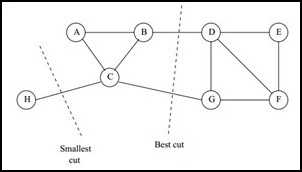 A B D E
C
H G F
Smallest
cut
Best cut